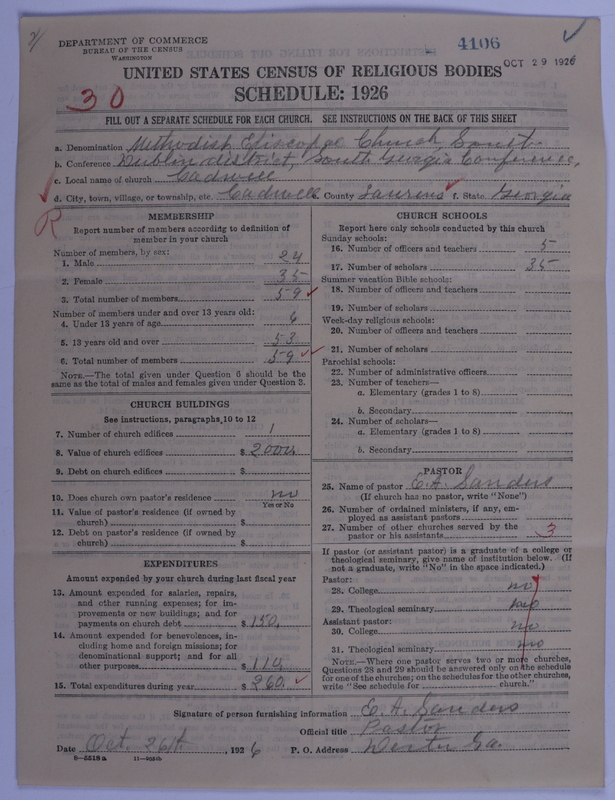 4106
DEPARTMENT OF COMMERCE
BUREAU OF THE CENSUS
WASHINGTON
OCT 29 1926
UNITED STATES CENSUS OF RELIGIOUS BODIES
30
SCHEDULE: 1926
FILL OUT A SEPARATE SCHEDULE FOR EACH CHURCH. SEE INSTRUCTIONS ON THE BACK OF THIS SHEET
a. Denomination Methodist Episcopal Church, South
b. Conference Dublin district, South Georgia Conference,
c. Local name of church Cadwell
d. City, town, village, or township, etc. Cadwell e. County Laurens f. State Georgia
R
MEMBERSHIP
Report number of members according to definition of
member in your church
Number of members, by sex:
1. Male 24
2. Female 35
3. Total number of members 59
Number of members under and over 13 years old:
4. Under 13 years of age 6
5. 13 years old and over 53
6. Total number of members 59
NOTE.—The total given under Question 6 should be
same as the total of males and females given under Question 3.
CHURCH BUILDINGS
See instructions, paragraphs 10 to 12
7. Number of church edifices 1
8. Value of church edifices $ 2000.
9. Debt on church edifices $
10. Does church own pastor's residence no
Yes or No
11. Value of pastor's residence (if owned by
church) $
12. Debt on pastor's residence (if owned by
church) $
EXPENDITURES
Amount expended by your church during last fiscal year
13. Amount expended for salaries, repairs,
and other running expenses; for im-
provements or new buildings; and for
payments on church debt $ 150.
14. Amount expended for benevolences, in-
cluding home and foreign missions; for
denominational support; and for all
other purposes $ 110.
15. Total expenditures during year $ 260.
CHURCH SCHOOLS
Report here only schools conducted by this church
Sunday schools:
16. Number of officers and teachers 5
17. Number of scholars 35
Summer vacation Bible schools:
18. Number of officers and teachers
19. Number of scholars
Week-day religious schools:
20. Number of officers and teachers
21. Number of scholars
Parochial schools:
22. Number of administrative officers
23. Number of teachers—
a. Elementary (grades 1 to 8)
b. Secondary
24. Number of scholars—
a. Elementary (grades 1 to 8)
b. Secondary
PASTOR
25. Name of pastor E. A. Sanders
(If church has no pastor, write "None")
26. Number of ordained ministers, if any, em-
ployed as assistant pastors
27. Number of other churches served by the
pastor or his assistants 3
If pastor (or assistant pastor) is a graduate of a college or
theological seminary, give name of institution below. (If
not a graduate, write "No" in the space indicated.)
Pastor:
28. College no
29. Theological seminary no
Assistant pastor:
30. College no
31. Theological seminary no
NOTE.—Where one pastor serves two or more churches,
Questions 28 and 29 should be answered only on the schedule
for one of the churches; on the schedules for the other churches,
write "See schedule for church."
Signature of person furnishing information E. A. Sanders
Official title Pastor
Date Oct. 26th, 1926 P. O. Address Ga.
8—5518a 11—405th